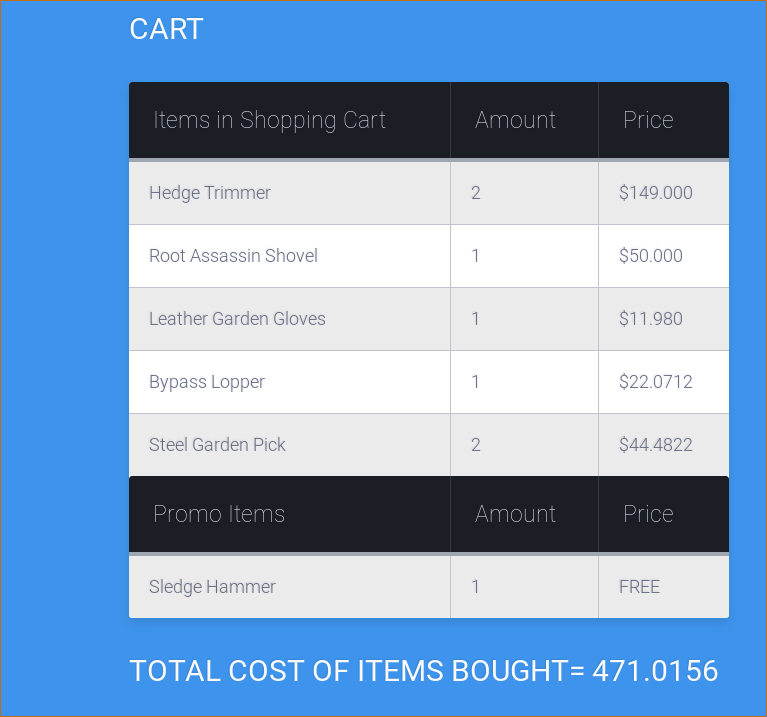 CART
Items in Shopping Cart Amount Price
Hedge Trimmer 2 $149.000
Root Assassin Shovel 1 $50.000
Leather Garden Gloves 1 $11.980
Bypass Lopper 1 $22.0712
Steel Garden Pick 2 $44.4822
Promo Items Amount Price
Sledge Hammer 1 FREE
TOTAL COST OF ITEMS BOUGHT= 471.0156